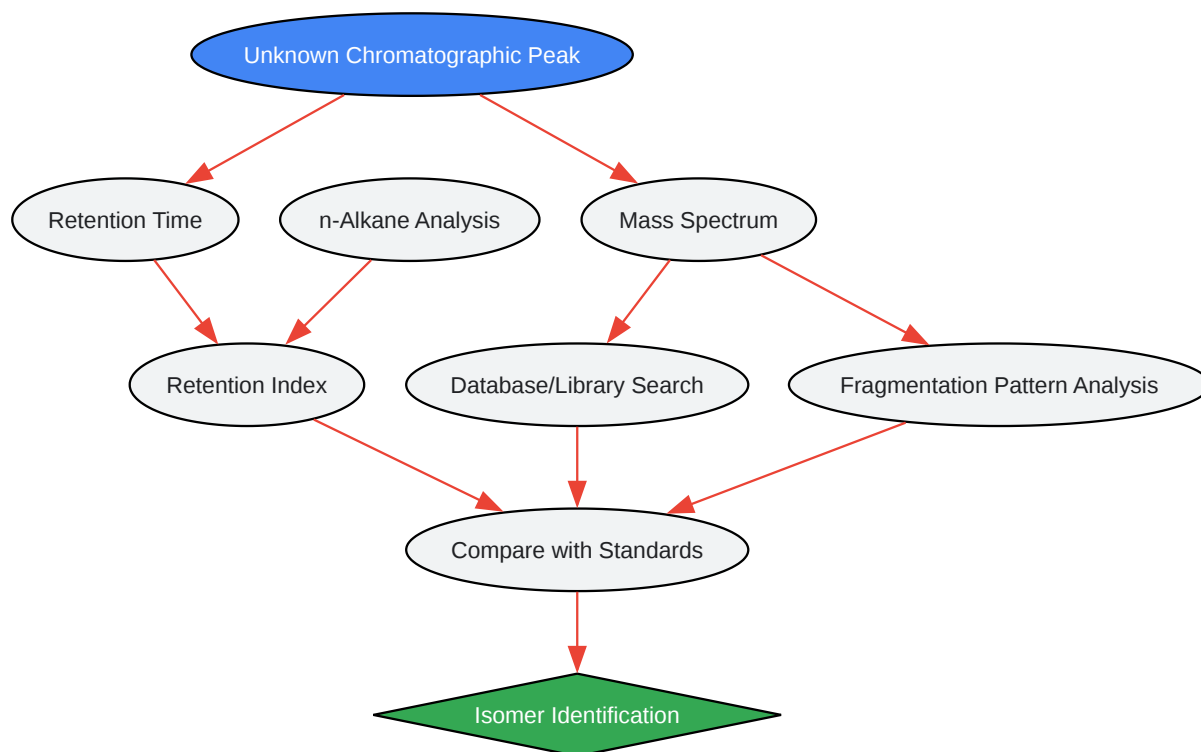 Unknown Chromatographic Peak
Retention Time
n-Alkane Analysis
Mass Spectrum
Retention Index
Database/Library Search
Fragmentation Pattern Analysis
Compare with Standards
Isomer Identification